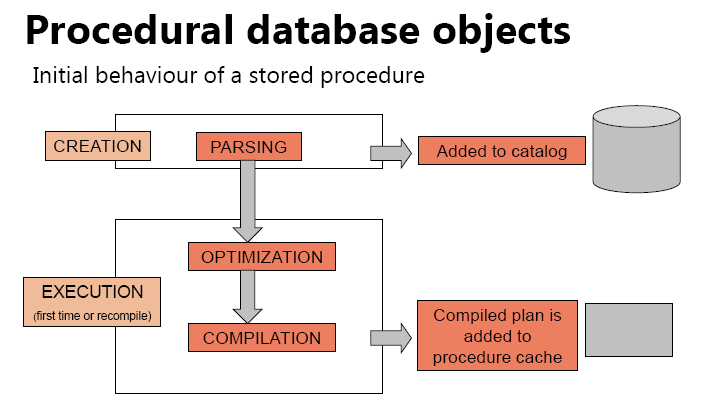 Procedural database objects
Initial behaviour of a stored procedure
CREATION
PARSING
Added to catalog
OPTIMIZATION
EXECUTION
(first time or recompile)
COMPILATION
Compiled plan is
added to
procedure cache